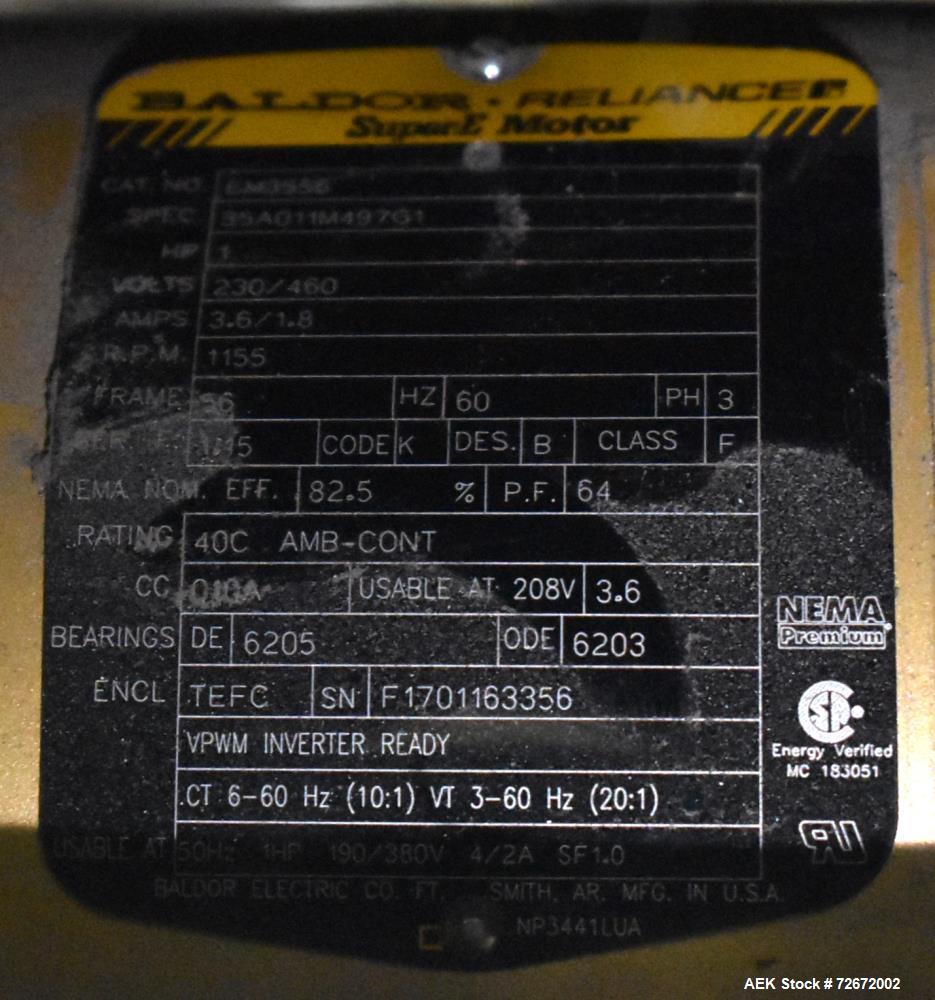 BALDOR · RELIANCER
SuperE Motor
CAT. NO. EM3556
SPEC. 35A011M497G1
HP 1
VOLTS 230/460
AMPS 3.6/1.8
R.P.M. 1155
FRAME 56 HZ 60 PH 3
CODE K DES. B CLASS F
NEMA NOM. EFF. 82.5 % P.F. 64
RATING 40C AMB-CONT
CC 010A USABLE AT 208V 3.6
BEARINGS DE 6205 ODE 6203
ENCL TEFC SN F1701163356
VPWM INVERTER READY
CT 6-60 Hz (10:1) VT 3-60 Hz (20:1)
USABLE AT 50HZ 1HP 190/380V 4/2A SF1.0
BALDOR ELECTRIC CO. FT. SMITH, AR. MFG. IN U.S.A.
NP3441LUA
NEMA
Premium
Energy Verified
MC 183051
AEK Stock # 72672002